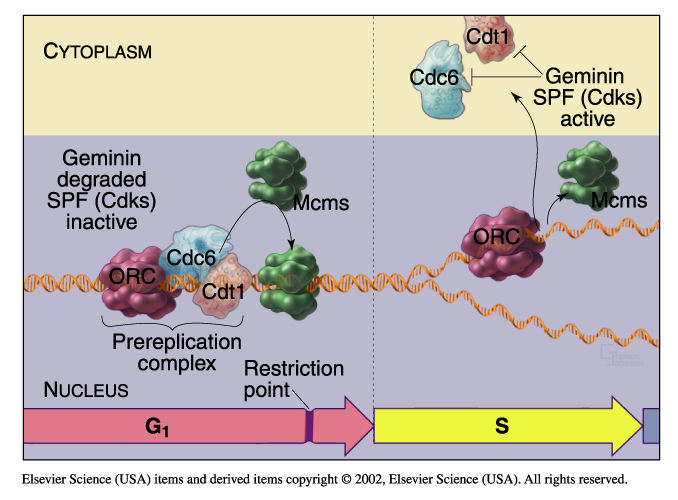 CYTOPLASM
Cdt1
Cdc6
Geminin
SPF (Cdks)
active
Geminin
degraded
SPF (Cdks)
inactive
Mcms
Mcms
ORC
Cdc6
Cdt1
ORC
Prereplication
complex
Restriction
point
NUCLEUS
G₁
S
Elsevier Science (USA) items and derived items copyright © 2002, Elsevier Science (USA). All rights reserved.